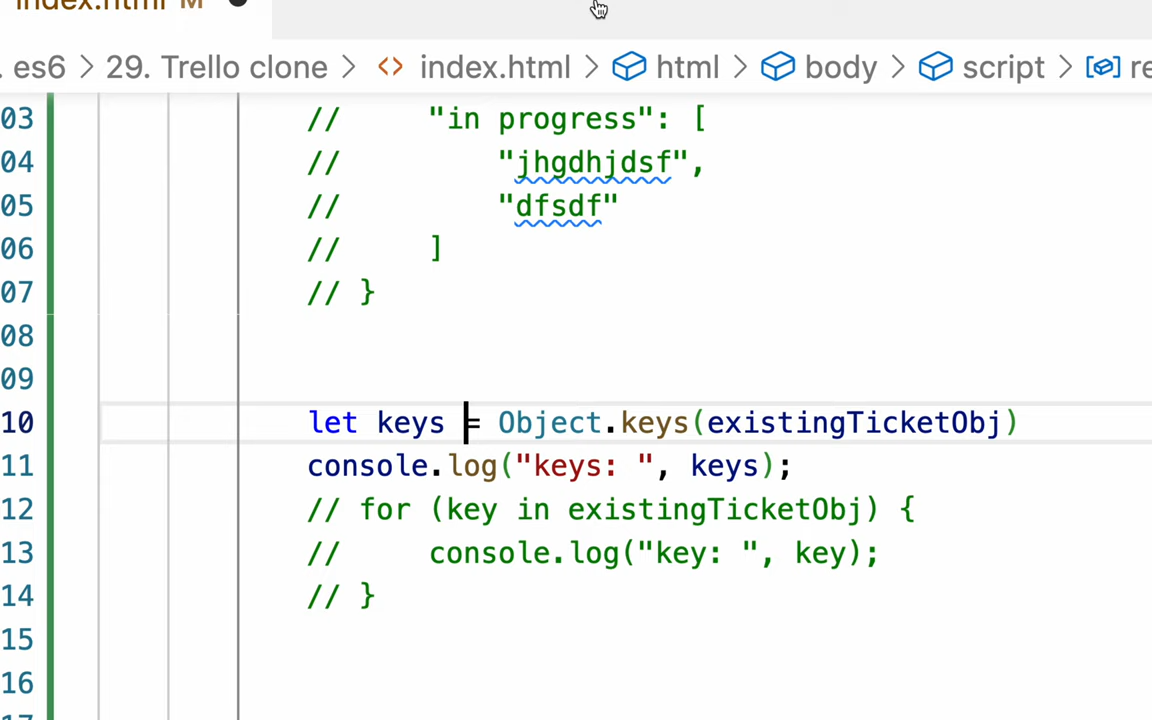 index.html M
. es6 > 29. Trello clone > <> index.html > html > body > script > re
03 // "in progress": [
04 // "jhgdhjdsf",
05 // "dfsdf"
06 // ]
07 // }
08
09
10 let keys = Object.keys(existingTicketObj)
11 console.log("keys: ", keys);
12 // for (key in existingTicketObj) {
13 // console.log("key: ", key);
14 // }
15
16
17